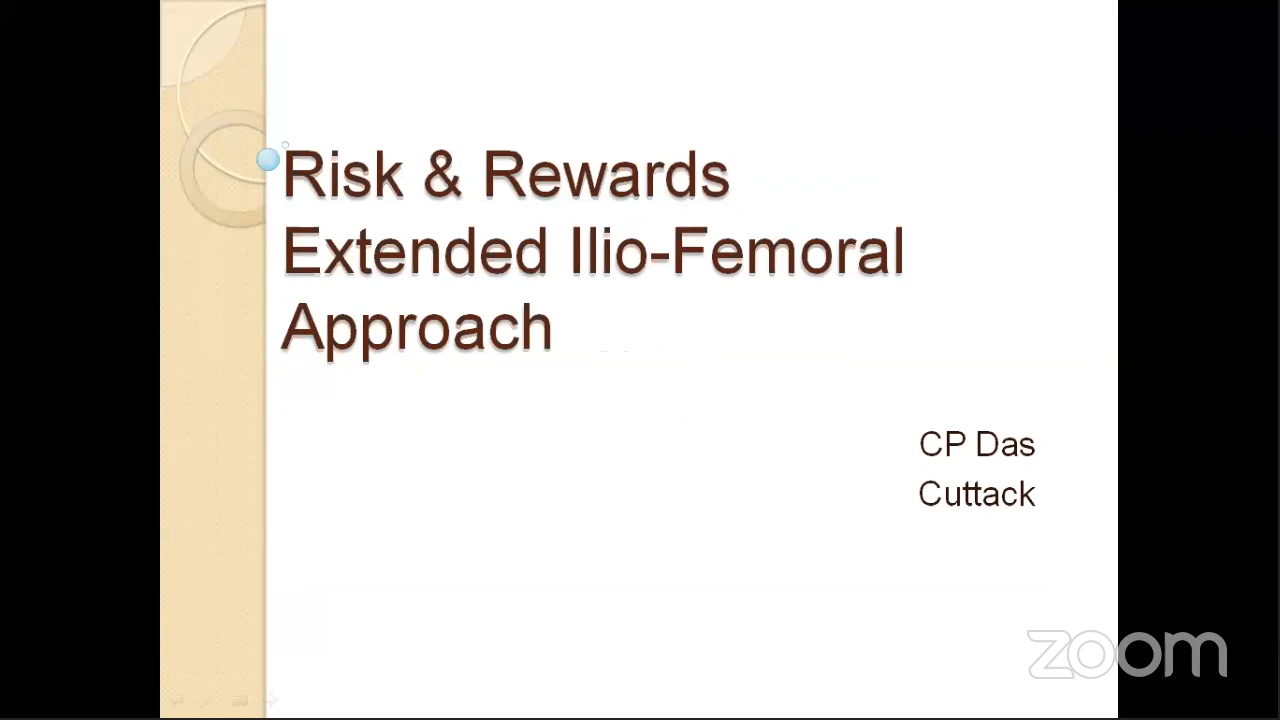 Risk & Rewards
Extended Ilio-Femoral
Approach
CP Das
Cuttack
zoom